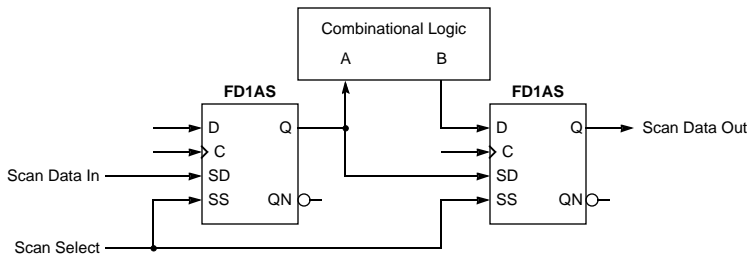 Combinational Logic
A B
FD1AS FD1AS
D Q D Q Scan Data Out
C C
Scan Data In SD SD
SS QN SS QN
Scan Select